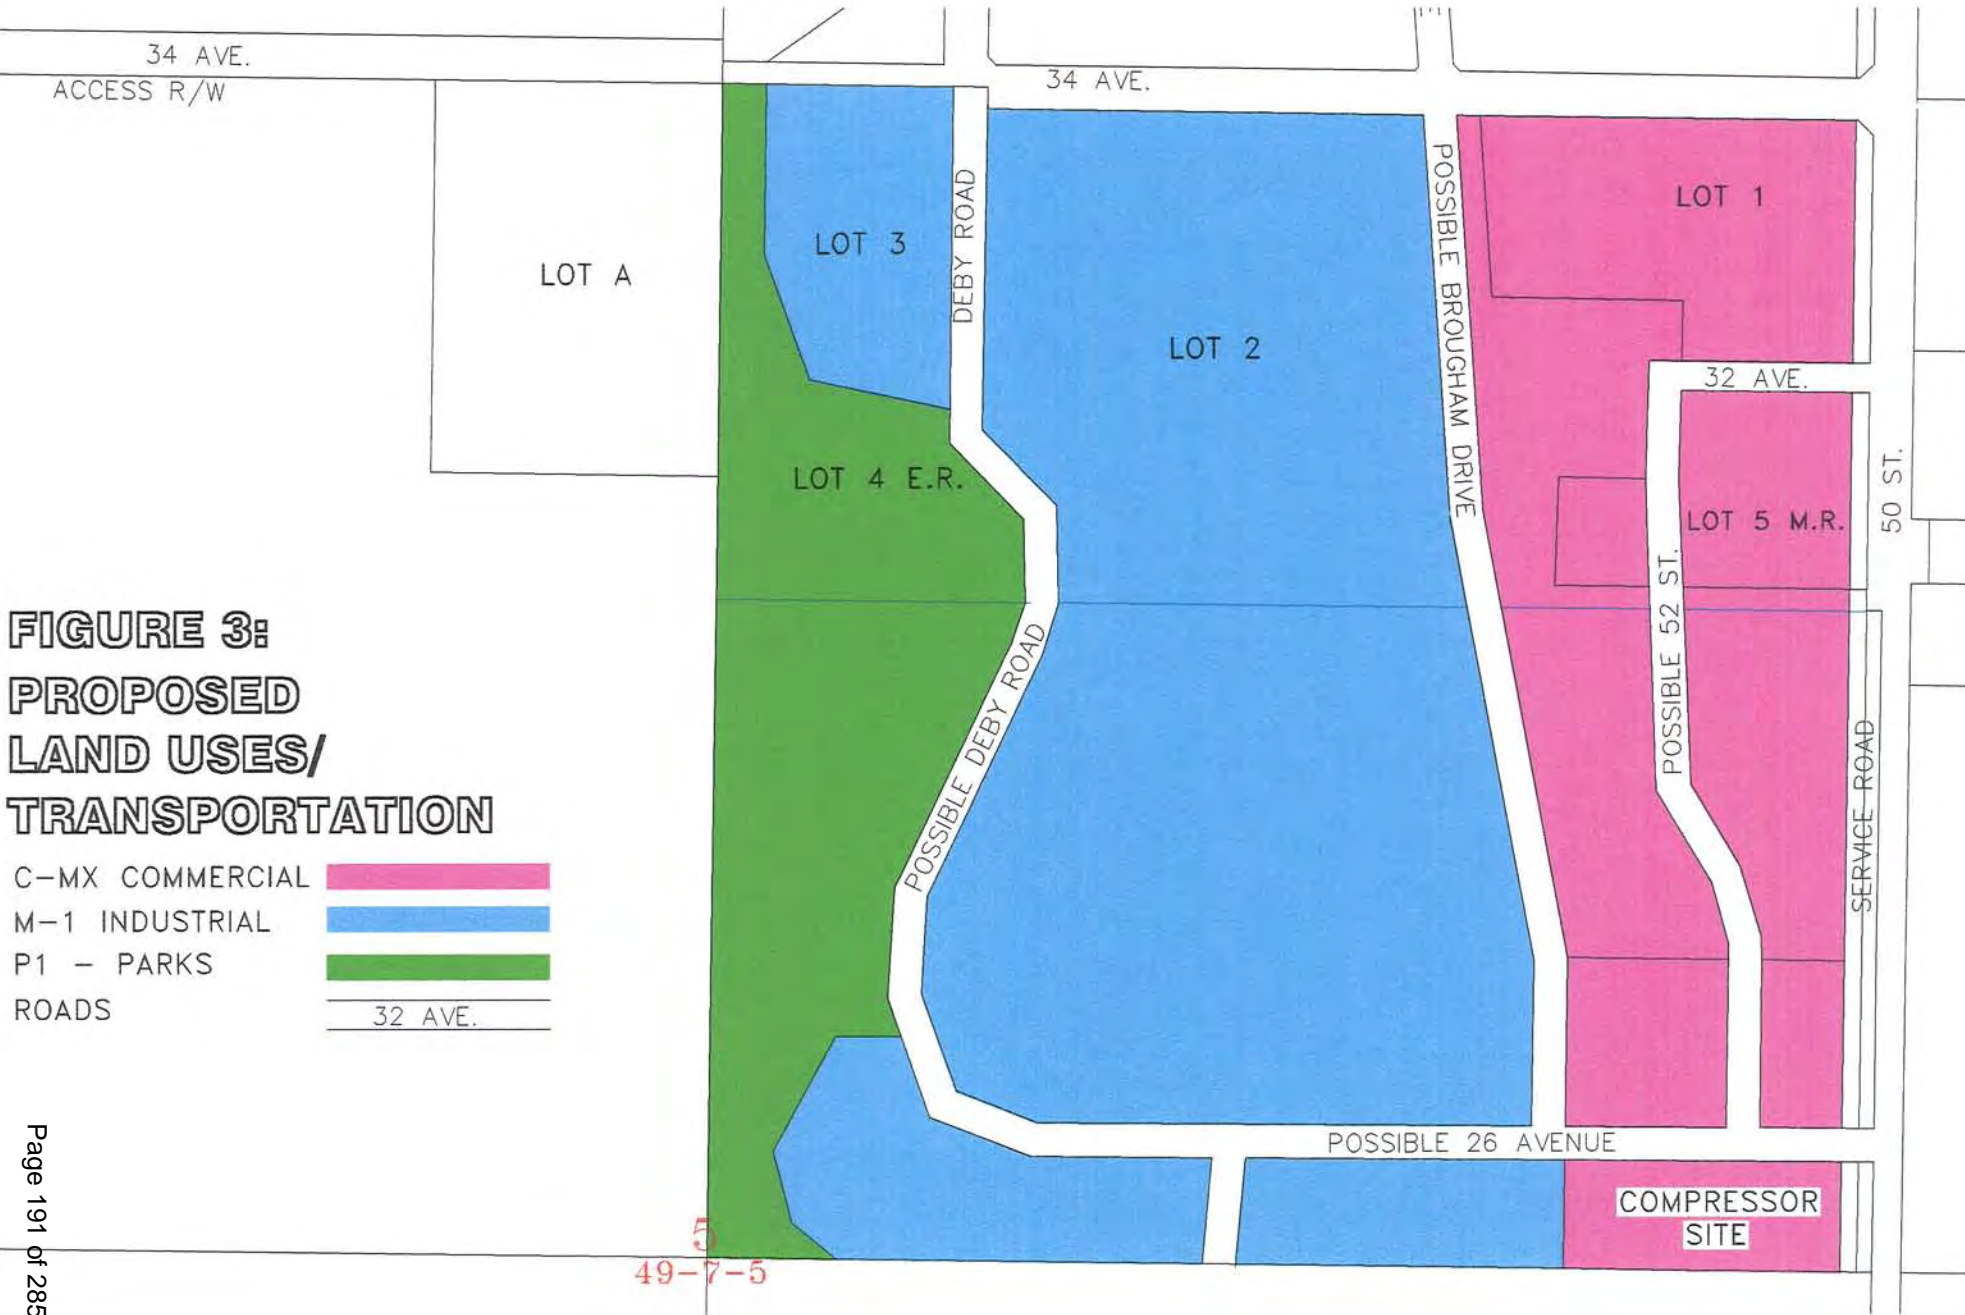 34 AVE.
ACCESS R/W
34 AVE.
LOT A
LOT 3
DEBY ROAD
LOT 2
POSSIBLE BROUGHAM DRIVE
LOT 1
32 AVE.
LOT 4 E.R.
LOT 5 M.R.
50 ST.
POSSIBLE 52 ST.
POSSIBLE DEBY ROAD
SERVICE ROAD
FIGURE 3:
PROPOSED
LAND USES/
TRANSPORTATION
C-MX COMMERCIAL
M-1 INDUSTRIAL
P1 - PARKS
ROADS
32 AVE.
POSSIBLE 26 AVENUE
COMPRESSOR
SITE
5
49-7-5
Page 191 of 285